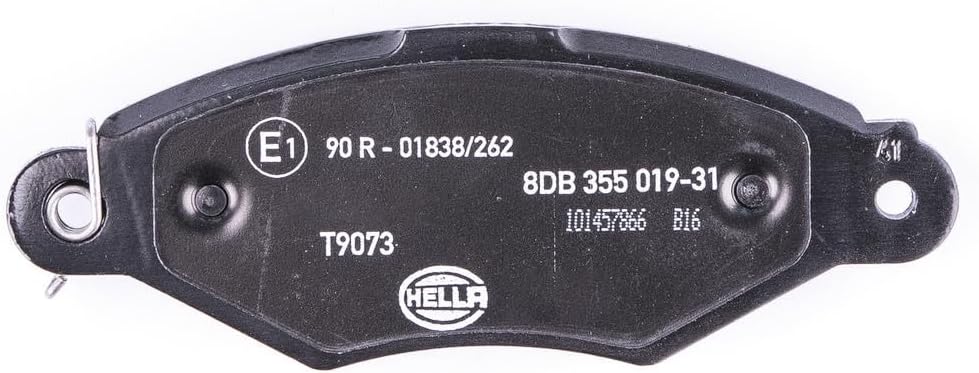 E1 90 R - 01838/262
8DB 355 019-31
101457866 B16
T9073
HELLA